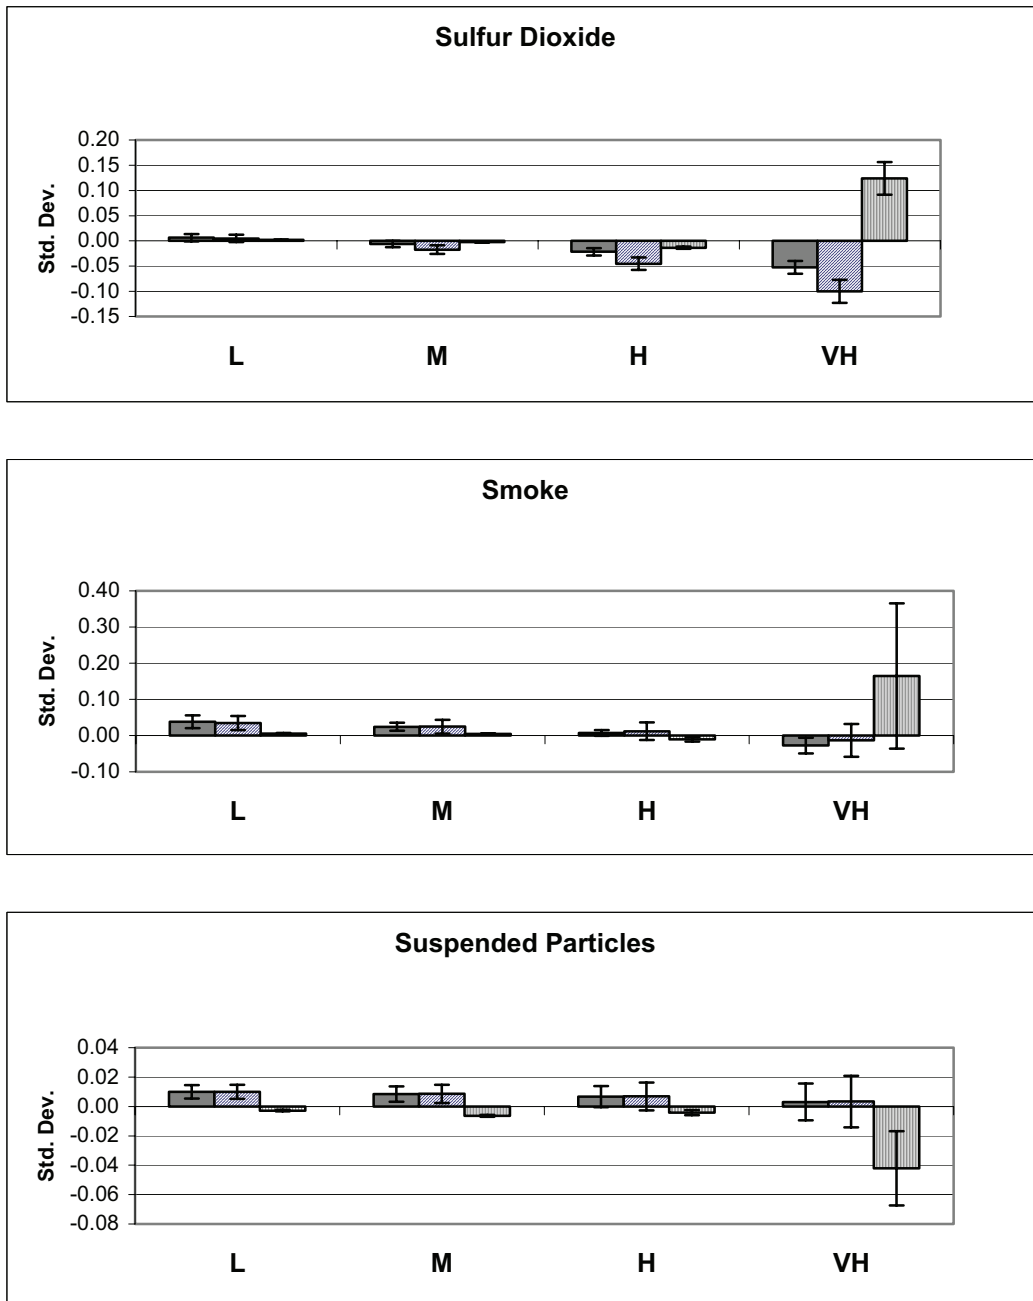 Sulfur Dioxide
Std. Dev.
0.20
0.15
0.10
0.05
0.00
-0.05
-0.10
-0.15
L M H VH
Smoke
Std. Dev.
0.40
0.30
0.20
0.10
0.00
-0.10
L M H VH
Suspended Particles
Std. Dev.
0.04
0.02
0.00
-0.02
-0.04
-0.06
-0.08
L M H VH